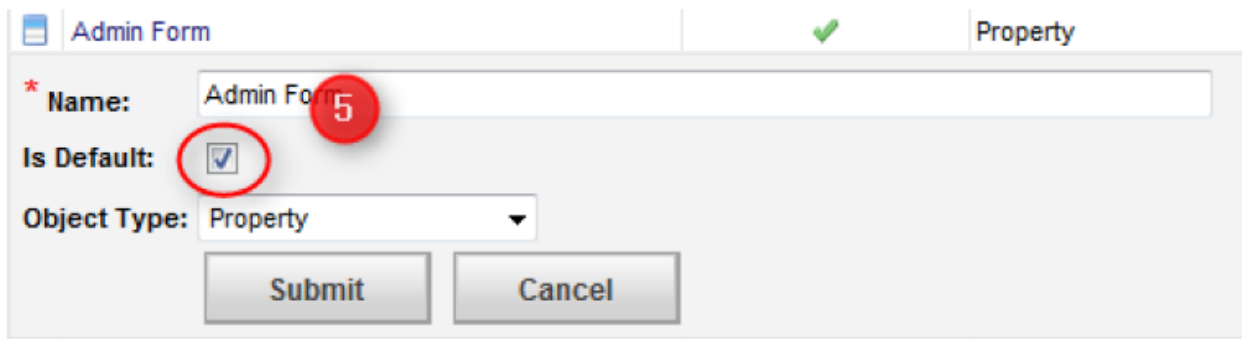 Admin Form Property
* Name: Admin Form
5
Is Default:
Object Type: Property
Submit Cancel